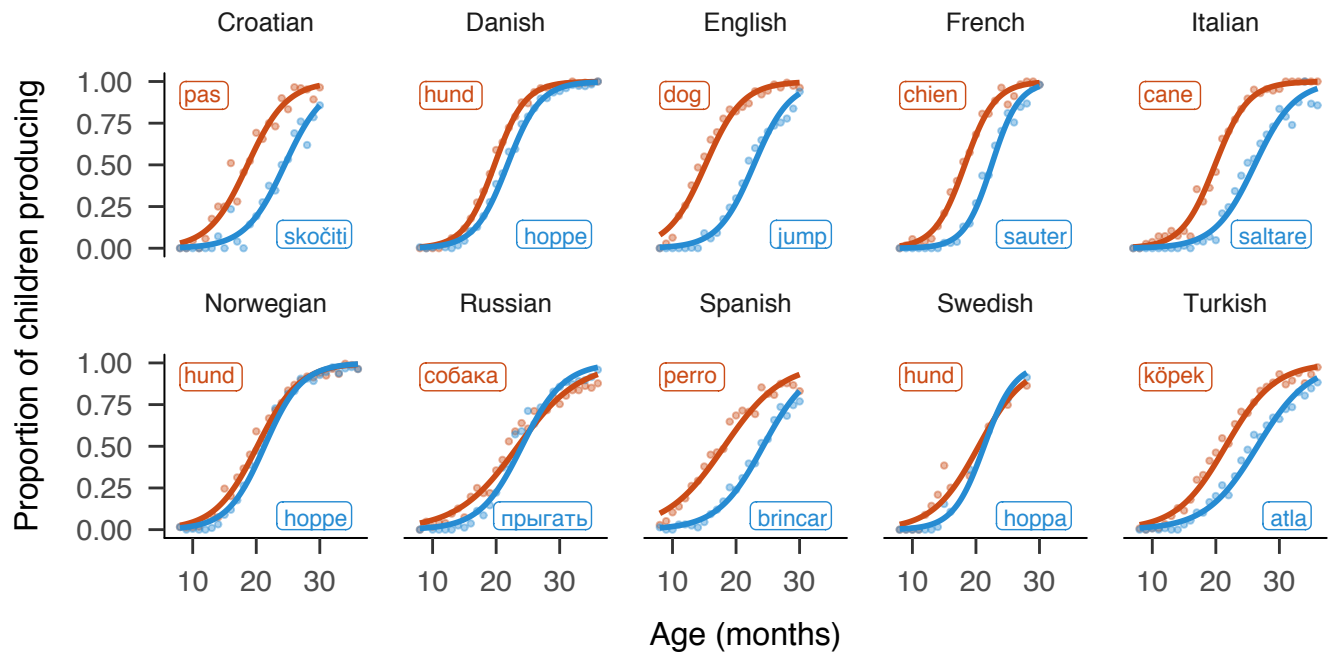 Croatian Danish English French Italian
Proportion of children producing
1.00
0.75
0.50
0.25
0.00
pas
skočiti
hund
hoppe
dog
jump
chien
sauter
cane
saltare
Norwegian Russian Spanish Swedish Turkish
1.00
0.75
0.50
0.25
0.00
hund
hoppe
собака
прыгать
perro
brincar
hund
hoppa
köpek
atla
10 20 30 10 20 30 10 20 30 10 20 30 10 20 30
Age (months)